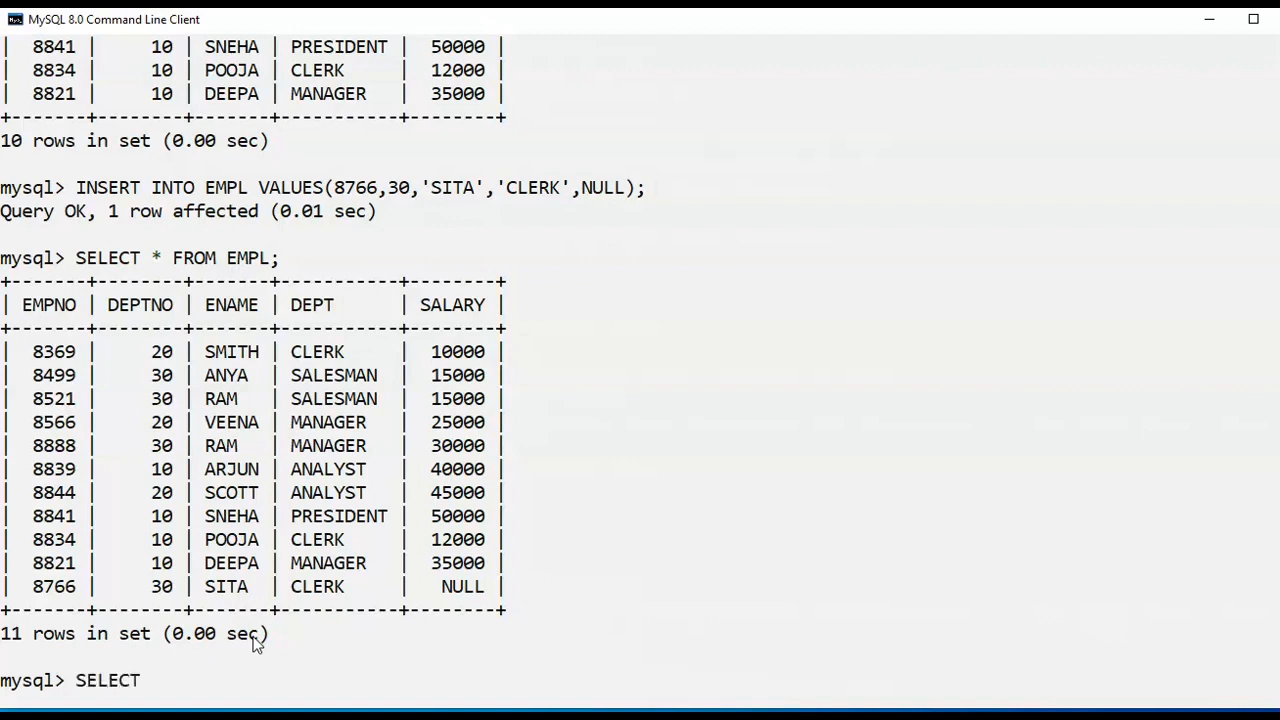 MySQL 8.0 Command Line Client
| 8841 | 10 | SNEHA | PRESIDENT | 50000 |
| 8834 | 10 | POOJA | CLERK | 12000 |
| 8821 | 10 | DEEPA | MANAGER | 35000 |
+-------+--------+-------+-----------+--------+
10 rows in set (0.00 sec)
mysql> INSERT INTO EMPL VALUES(8766,30,'SITA','CLERK',NULL);
Query OK, 1 row affected (0.01 sec)
mysql> SELECT * FROM EMPL;
+-------+--------+-------+-----------+--------+
| EMPNO | DEPTNO | ENAME | DEPT | SALARY |
+-------+--------+-------+-----------+--------+
| 8369 | 20 | SMITH | CLERK | 10000 |
| 8499 | 30 | ANYA | SALESMAN | 15000 |
| 8521 | 30 | RAM | SALESMAN | 15000 |
| 8566 | 20 | VEENA | MANAGER | 25000 |
| 8888 | 30 | RAM | MANAGER | 30000 |
| 8839 | 10 | ARJUN | ANALYST | 40000 |
| 8844 | 20 | SCOTT | ANALYST | 45000 |
| 8841 | 10 | SNEHA | PRESIDENT | 50000 |
| 8834 | 10 | POOJA | CLERK | 12000 |
| 8821 | 10 | DEEPA | MANAGER | 35000 |
| 8766 | 30 | SITA | CLERK | NULL |
+-------+--------+-------+-----------+--------+
11 rows in set (0.00 sec)
mysql> SELECT